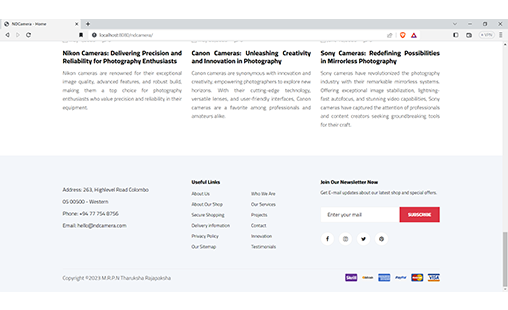 NDCamera - Home
localhost:8080/ndcamera/
Nikon Cameras: Delivering Precision and
Reliability for Photography Enthusiasts
Nikon cameras are renowned for their exceptional
image quality, advanced features, and robust build,
making them a top choice for photography
enthusiasts who value precision and reliability in their
equipment.
Canon Cameras: Unleashing Creativity
and Innovation in Photography
Canon cameras are synonymous with innovation and
creativity, empowering photographers to explore new
horizons. With their cutting-edge technology,
versatile lenses, and user-friendly interfaces, Canon
cameras are a favorite among professionals and
amateurs alike.
Sony Cameras: Redefining Possibilities
in Mirrorless Photography
Sony cameras have revolutionized the photography
industry with their remarkable mirrorless systems.
Offering exceptional image stabilization, lightning-
fast autofocus, and stunning video capabilities, Sony
cameras have captured the attention of professionals
and content creators seeking groundbreaking tools
for their craft.
Address: 263, Highlevel Road Colombo
05 00500 - Western
Phone: +94 77 754 8756
Email: hello@ndcamera.com
Useful Links
About Us
About Our Shop
Secure Shopping
Delivery infomation
Privacy Policy
Our Sitemap
Who We Are
Our Services
Projects
Contact
Innovation
Testimonials
Join Our Newsletter Now
Get E-mail updates about our latest shop and special offers.
Enter your mail
SUBSCRIBE
Copyright ©2023 M.R.P.N Tharuksha Rajapaksha
PayPal
VISA